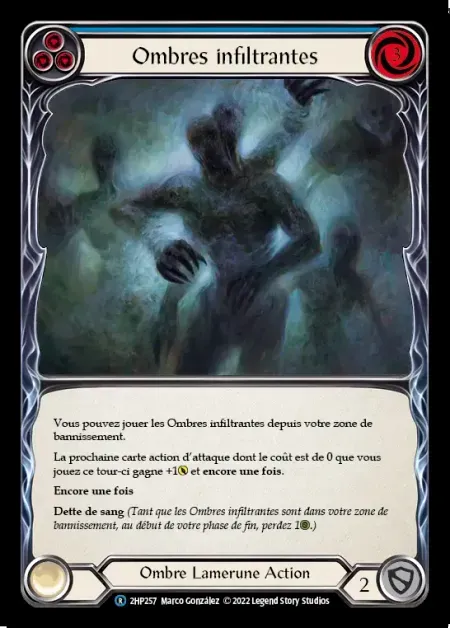 Ombres infiltrantes
3
Vous pouvez jouer les Ombres infiltrantes depuis votre zone de
bannissement.
La prochaine carte action d'attaque dont le coût est de 0 que vous
jouez ce tour-ci gagne +1 et encore une fois.
Encore une fois
Dette de sang (Tant que les Ombres infiltrantes sont dans votre zone de
bannissement, au début de votre phase de fin, perdez 1.)
Ombre Lamerune Action
2
R 2HP257 Marco González © 2022 Legend Story Studios